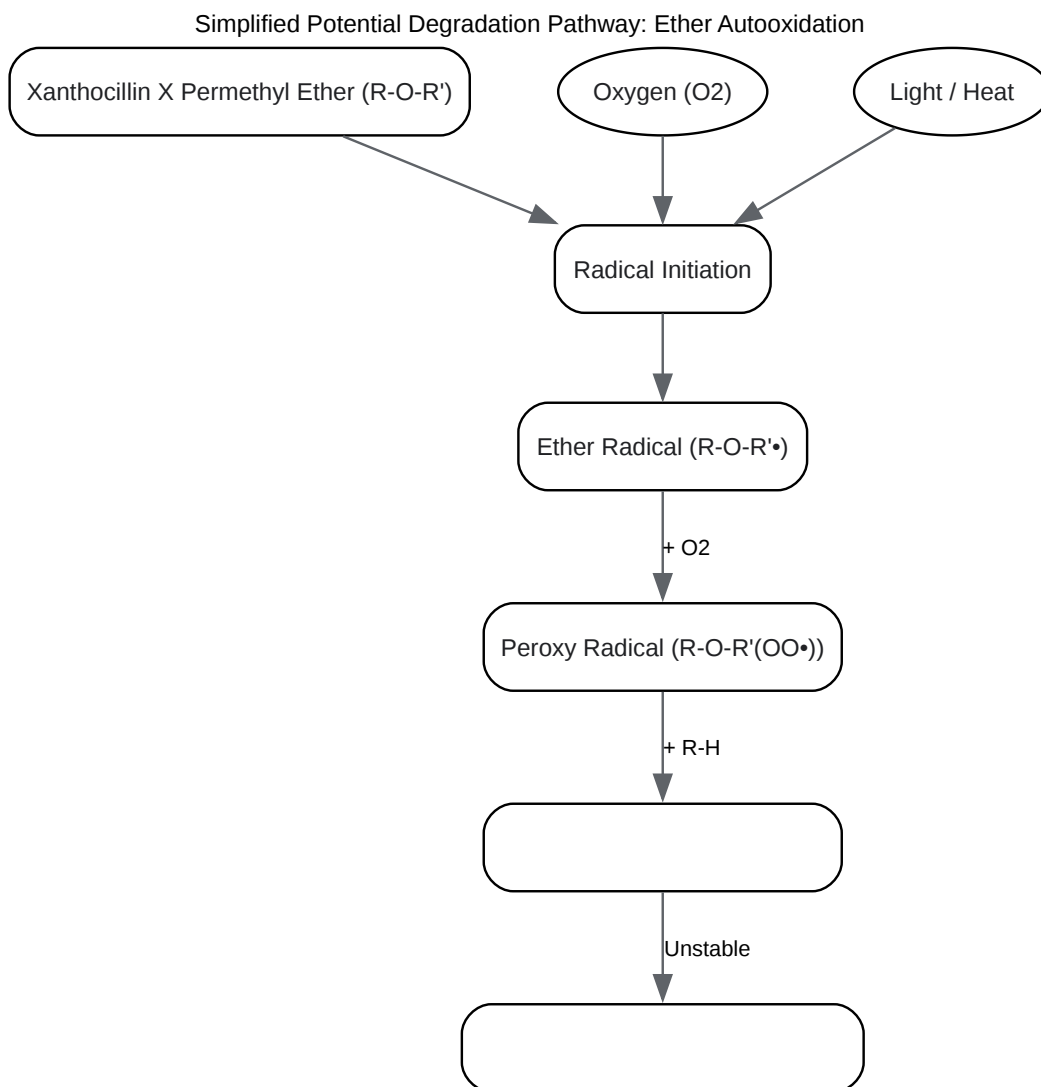 Simplified Potential Degradation Pathway: Ether Autooxidation
Xanthocillin X Permethyl Ether (R-O-R')
Oxygen (O2)
Light / Heat
Radical Initiation
Ether Radical (R-O-R'•)
+ O2
Peroxy Radical (R-O-R'(OO•))
+ R-H
Unstable